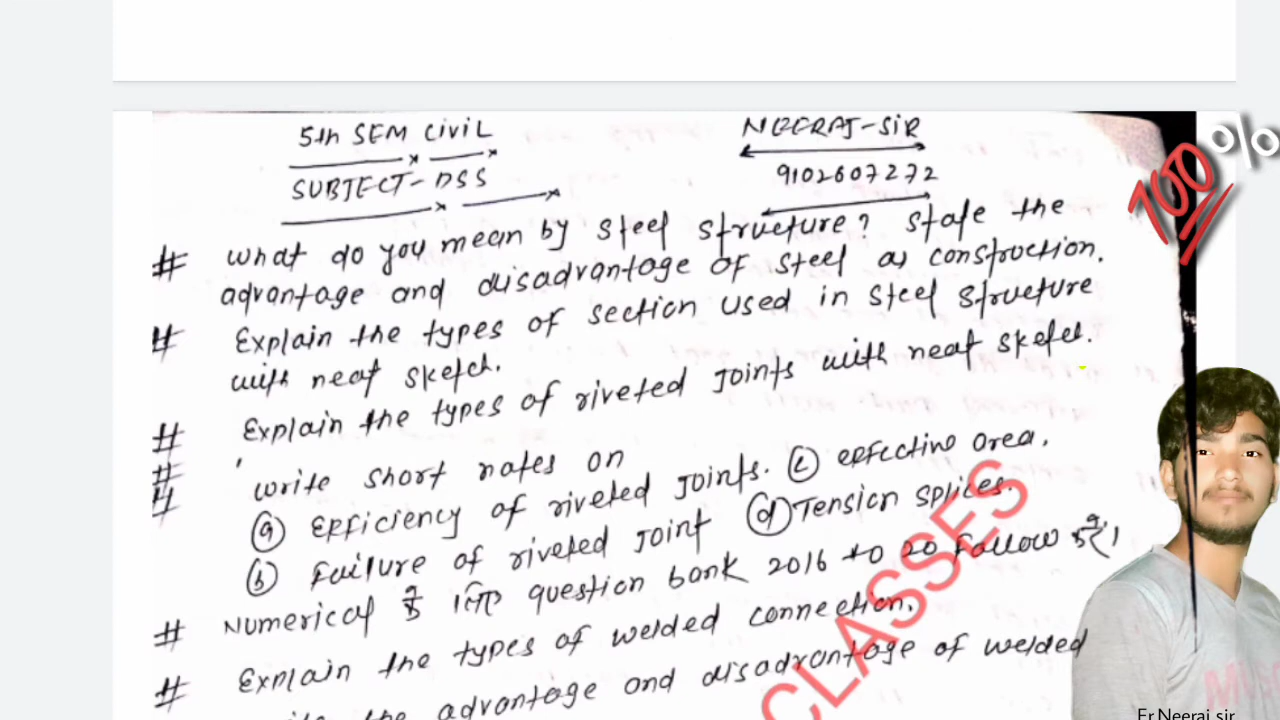 5th SEM CiviL
NEERAJ-SiR
SUBJECT- DSS
9102607272
# what do you mean by steel structure? state the
advantage and disadvantage of steel as construction.
# Explain the types of section used in steel structure
with neat sketch.
# Explain the types of riveted Joints with neat sketch.
# write short notes on
#
(a) Efficiency of riveted Joints. (c) effective area.
(b) failure of riveted Joint (d) Tension splices.
# Numerical के लिए question bank 2016 to 20 Follow करें।
# Explain the types of welded connection.
the advantage and disadvantage of welded
CLASSES
100%
Er.Neeraj sir